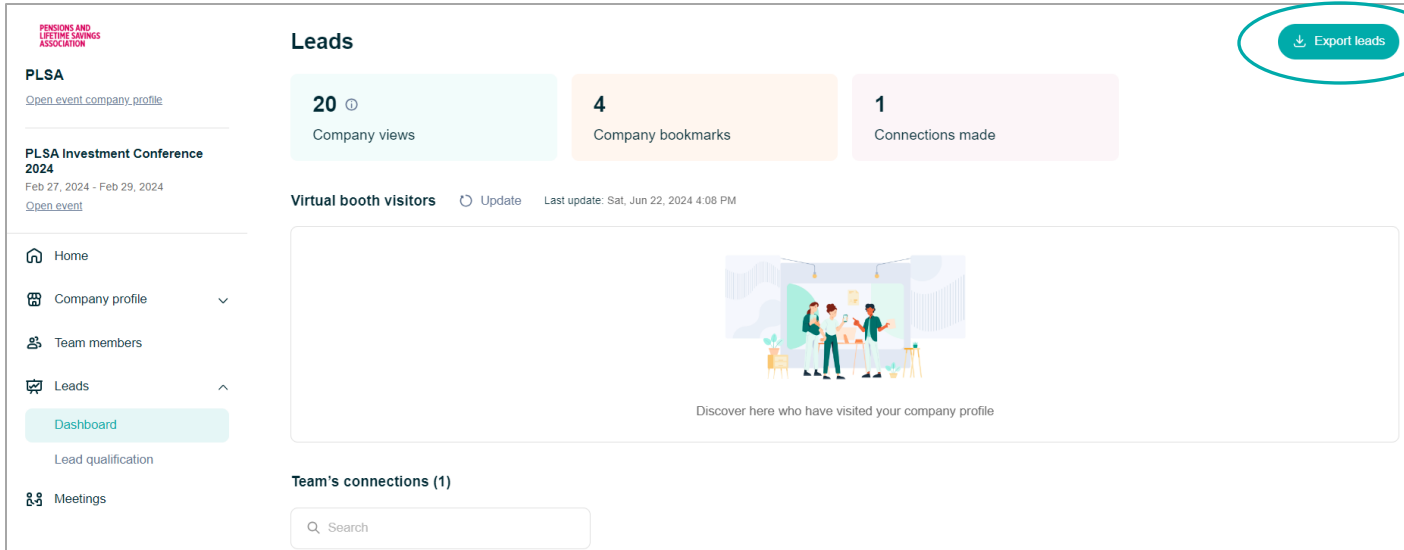 PENSIONS AND
LIFETIME SAVINGS
ASSOCIATION
PLSA
Open event company profile
PLSA Investment Conference
2024
Feb 27, 2024 - Feb 29, 2024
Open event
Home
Company profile
Team members
Leads
Dashboard
Lead qualification
Meetings
Leads
Export leads
20
Company views
4
Company bookmarks
1
Connections made
Virtual booth visitors Update Last update: Sat, Jun 22, 2024 4:08 PM
Discover here who have visited your company profile
Team's connections (1)
Search